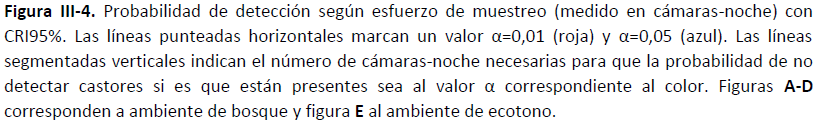 Figura III-4. Probabilidad de detección según esfuerzo de muestreo (medido en cámaras-noche) con
CRI95%. Las líneas punteadas horizontales marcan un valor α=0,01 (roja) y α=0,05 (azul). Las líneas
segmentadas verticales indican el número de cámaras-noche necesarias para que la probabilidad de no
detectar castores si es que están presentes sea al valor α correspondiente al color. Figuras A-D
corresponden a ambiente de bosque y figura E al ambiente de ecotono.